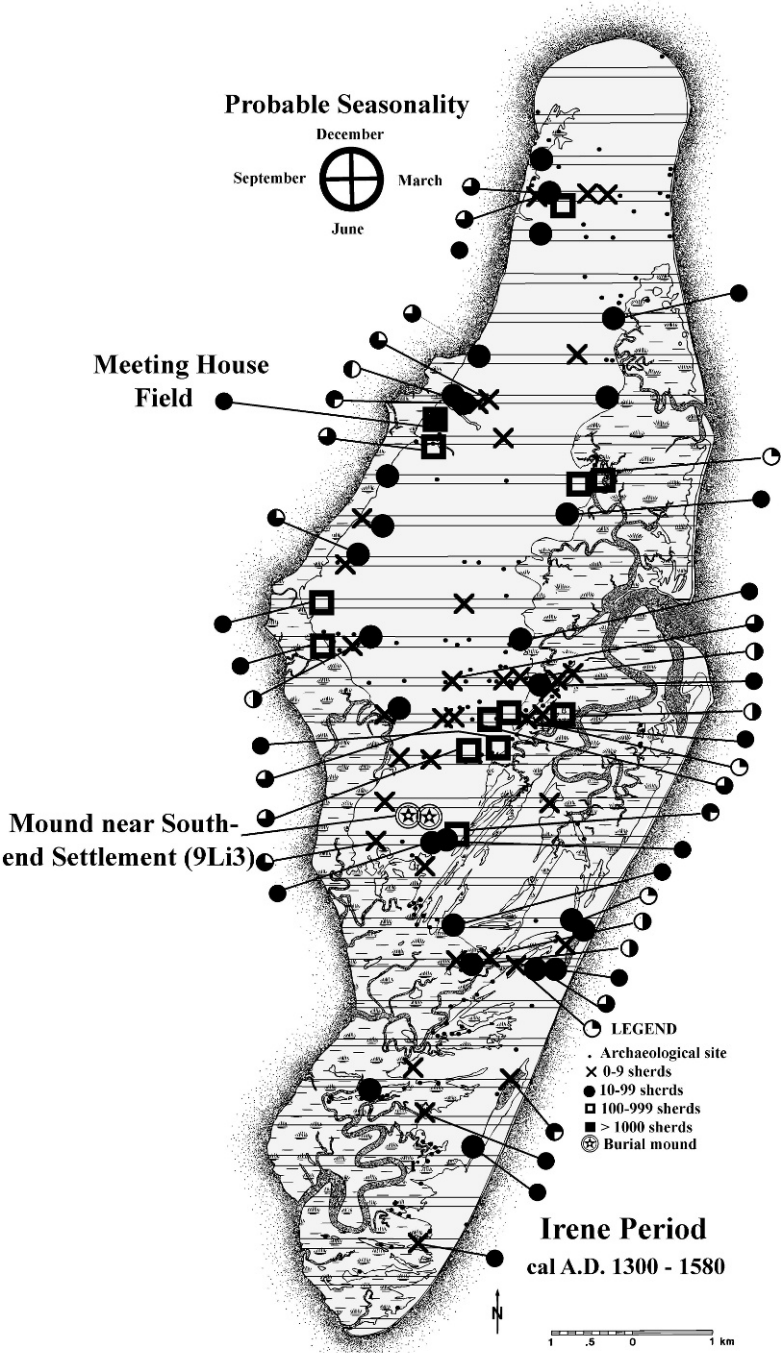 Probable Seasonality
December
September
March
June
Meeting House
Field
Mound near South-
end Settlement (9Li3)
LEGEND
Archaeological site
0-9 sherds
10-99 sherds
100-999 sherds
> 1000 sherds
Burial mound
Irene Period
cal A.D. 1300 - 1580
N
1 .5 0 1 km